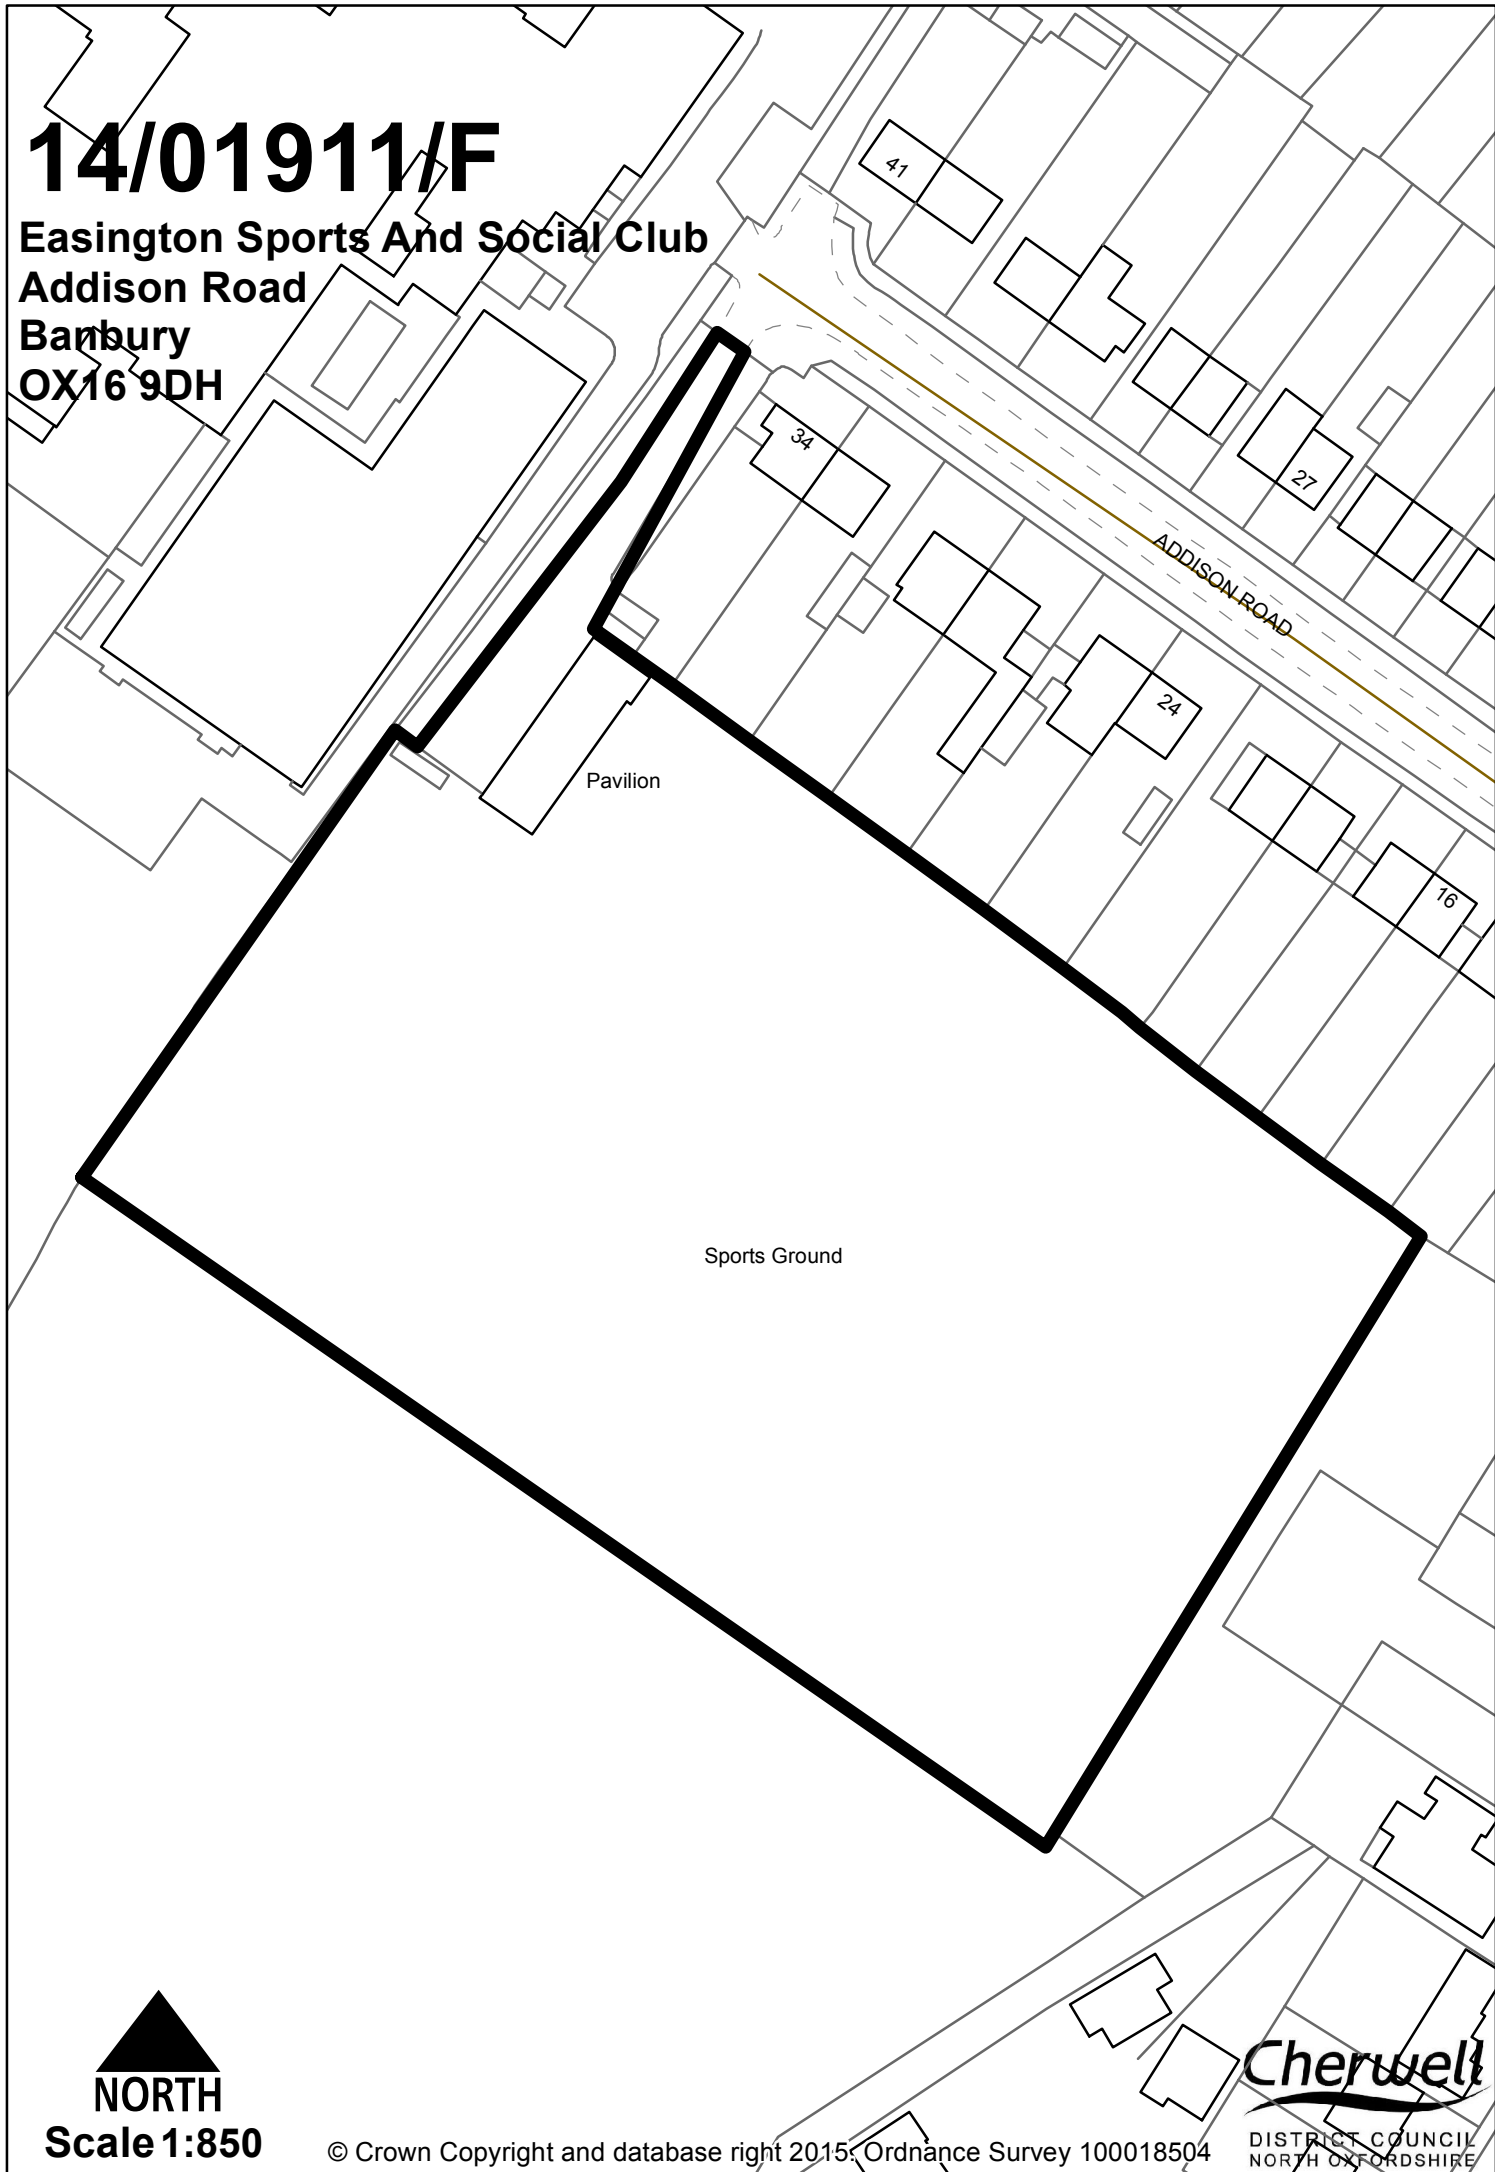 14/01911/F
Easington Sports And Social Club
Addison Road
Banbury
OX16 9DH
41
34
27
ADDISON ROAD
24
Pavilion
16
Sports Ground
NORTH
Scale 1:850
© Crown Copyright and database right 2015. Ordnance Survey 100018504
Cherwell
DISTRICT COUNCIL
NORTH OXFORDSHIRE